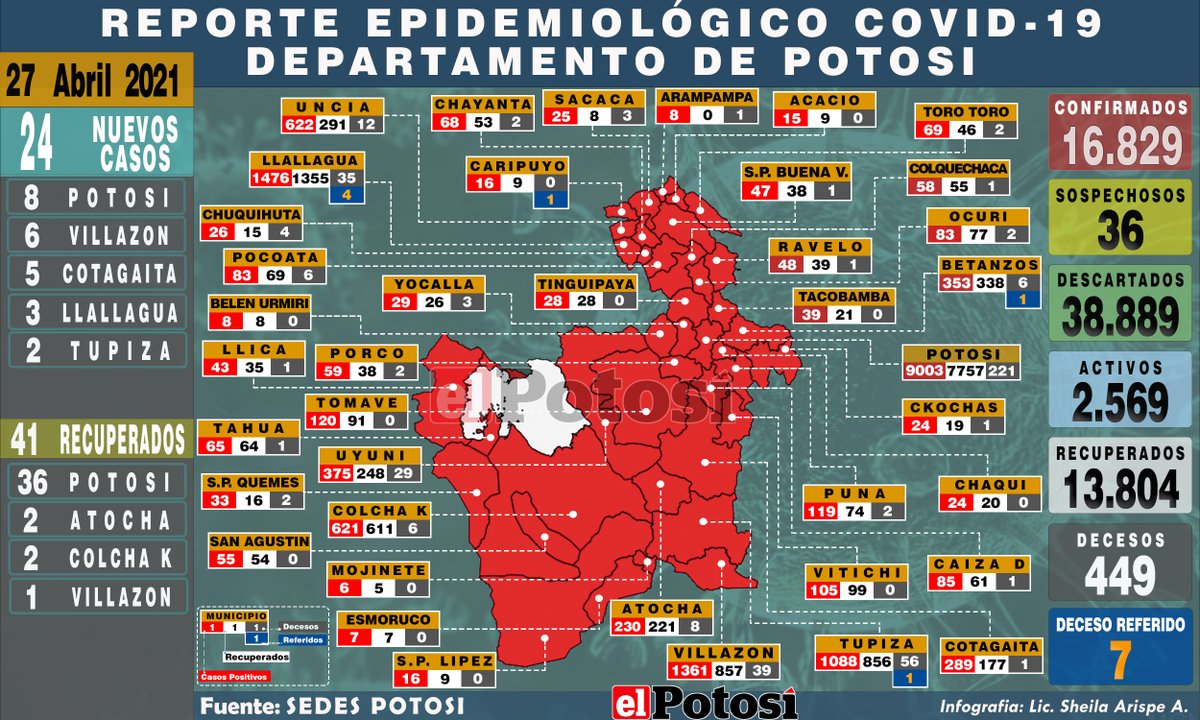 REPORTE EPIDEMIOLÓGICO COVID-19
DEPARTAMENTO DE POTOSI
27 Abril 2021
24 NUEVOS CASOS
8 POTOSI
6 VILLAZON
5 COTAGAITA
3 LLALLAGUA
2 TUPIZA
41 RECUPERADOS
36 POTOSI
2 ATOCHA
2 COLCHA K
1 VILLAZON
UNCIA
622 291 12
CHAYANTA
68 53 2
SACACA
25 8 3
ARAMPAMPA
8 0 1
ACACIO
15 9 0
TORO TORO
69 46 2
LLALLAGUA
1476 1355 35
4
CARIPUYO
16 9 0
1
S.P. BUENA V.
47 38 1
COLQUECHACA
58 55 1
CHUQUIHUTA
26 15 4
OCURI
83 77 2
POCOATA
83 69 6
RAVELO
48 39 1
BETANZOS
353 338 6
1
YOCALLA
29 26 3
TINGUIPAYA
28 28 0
TACOBAMBA
39 21 0
BELEN URMIRI
8 8 0
LLICA
43 35 1
PORCO
59 38 2
POTOSI
9003 7757 221
elPotosí
TOMAVE
120 91 0
CKOCHAS
24 19 1
TAHUA
65 64 1
UYUNI
375 248 29
S.P. QUEMES
33 16 2
PUNA
119 74 2
CHAQUI
24 20 0
COLCHA K
621 611 6
SAN AGUSTIN
55 54 0
MOJINETE
6 5 0
VITICHI
105 99 0
CAIZA D
85 61 1
ESMORUCO
7 7 0
ATOCHA
230 221 8
S.P. LIPEZ
16 9 0
VILLAZON
1361 857 39
TUPIZA
1088 856 56
1
COTAGAITA
289 177 1
MUNICIPIO
1 1 1
1
Decesos
Referidos
Recuperados
Casos Positivos
CONFIRMADOS
16.829
SOSPECHOSOS
36
DESCARTADOS
38.889
ACTIVOS
2.569
RECUPERADOS
13.804
DECESOS
449
DECESO REFERIDO
7
Fuente: SEDES POTOSI
elPotosí
Infografia: Lic. Sheila Arispe A.